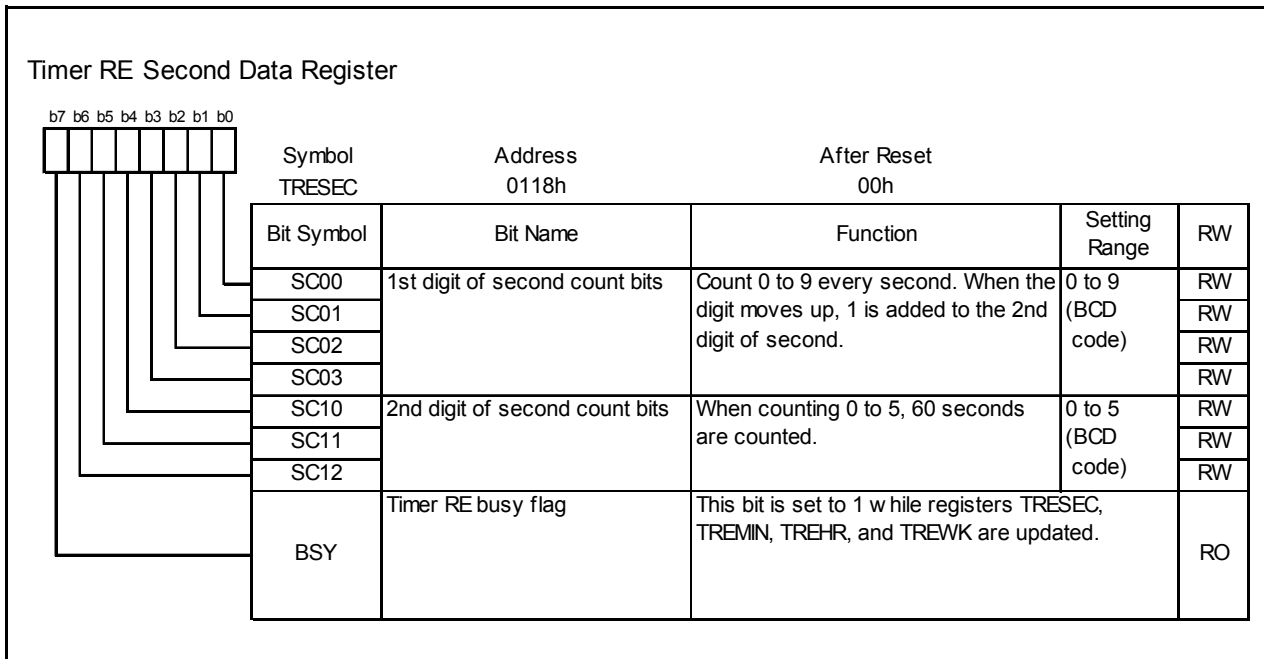 Timer RE Second Data Register
b7 b6 b5 b4 b3 b2 b1 b0
Symbol Address After Reset
TRESEC 0118h 00h
Bit Symbol Bit Name Function Setting Range RW
SC00 1st digit of second count bits Count 0 to 9 every second. When the 0 to 9 RW
SC01 digit moves up, 1 is added to the 2nd (BCD RW
SC02 digit of second. code) RW
SC03 RW
SC10 2nd digit of second count bits When counting 0 to 5, 60 seconds 0 to 5 RW
SC11 are counted. (BCD RW
SC12 code) RW
Timer RE busy flag This bit is set to 1 w hile registers TRESEC,
TREMIN, TREHR, and TREWK are updated.
BSY RO